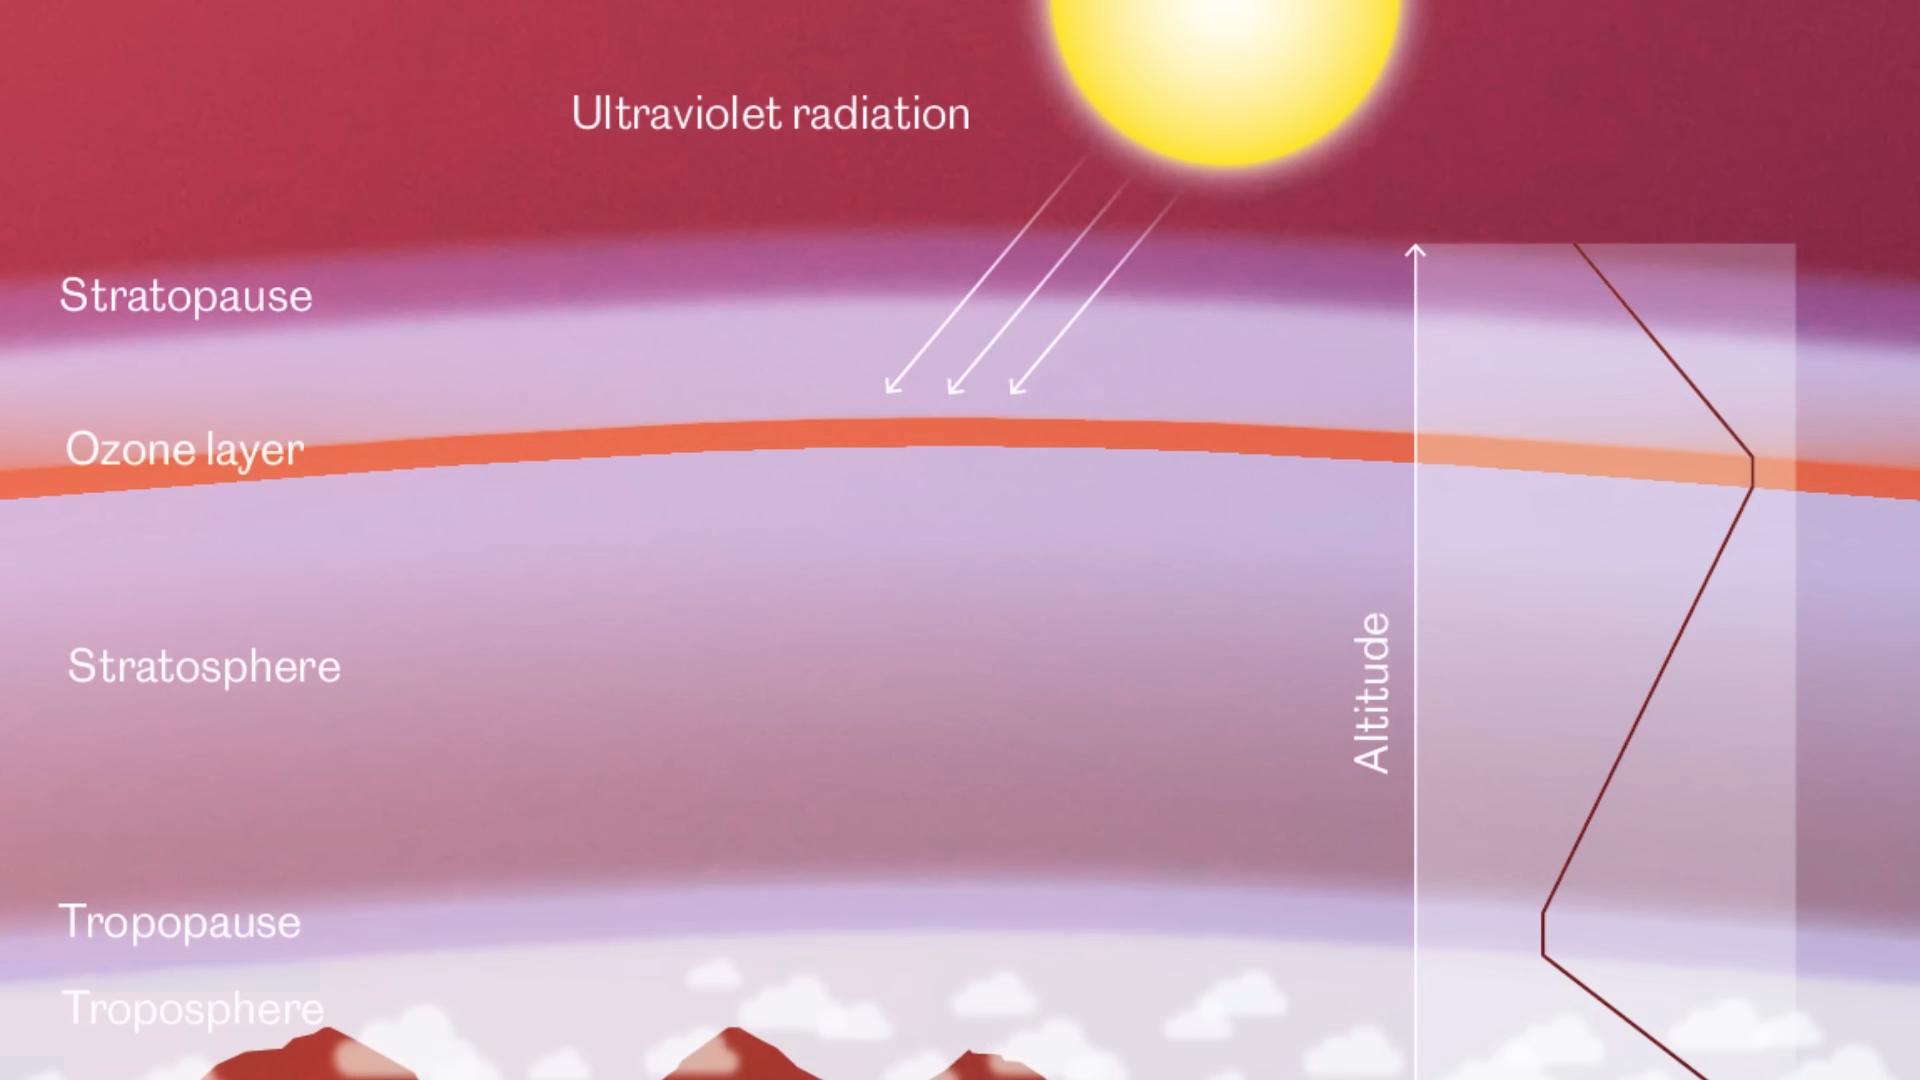 Ultraviolet radiation
Stratopause
Ozone layer
Stratosphere
Altitude
Tropopause
Troposphere